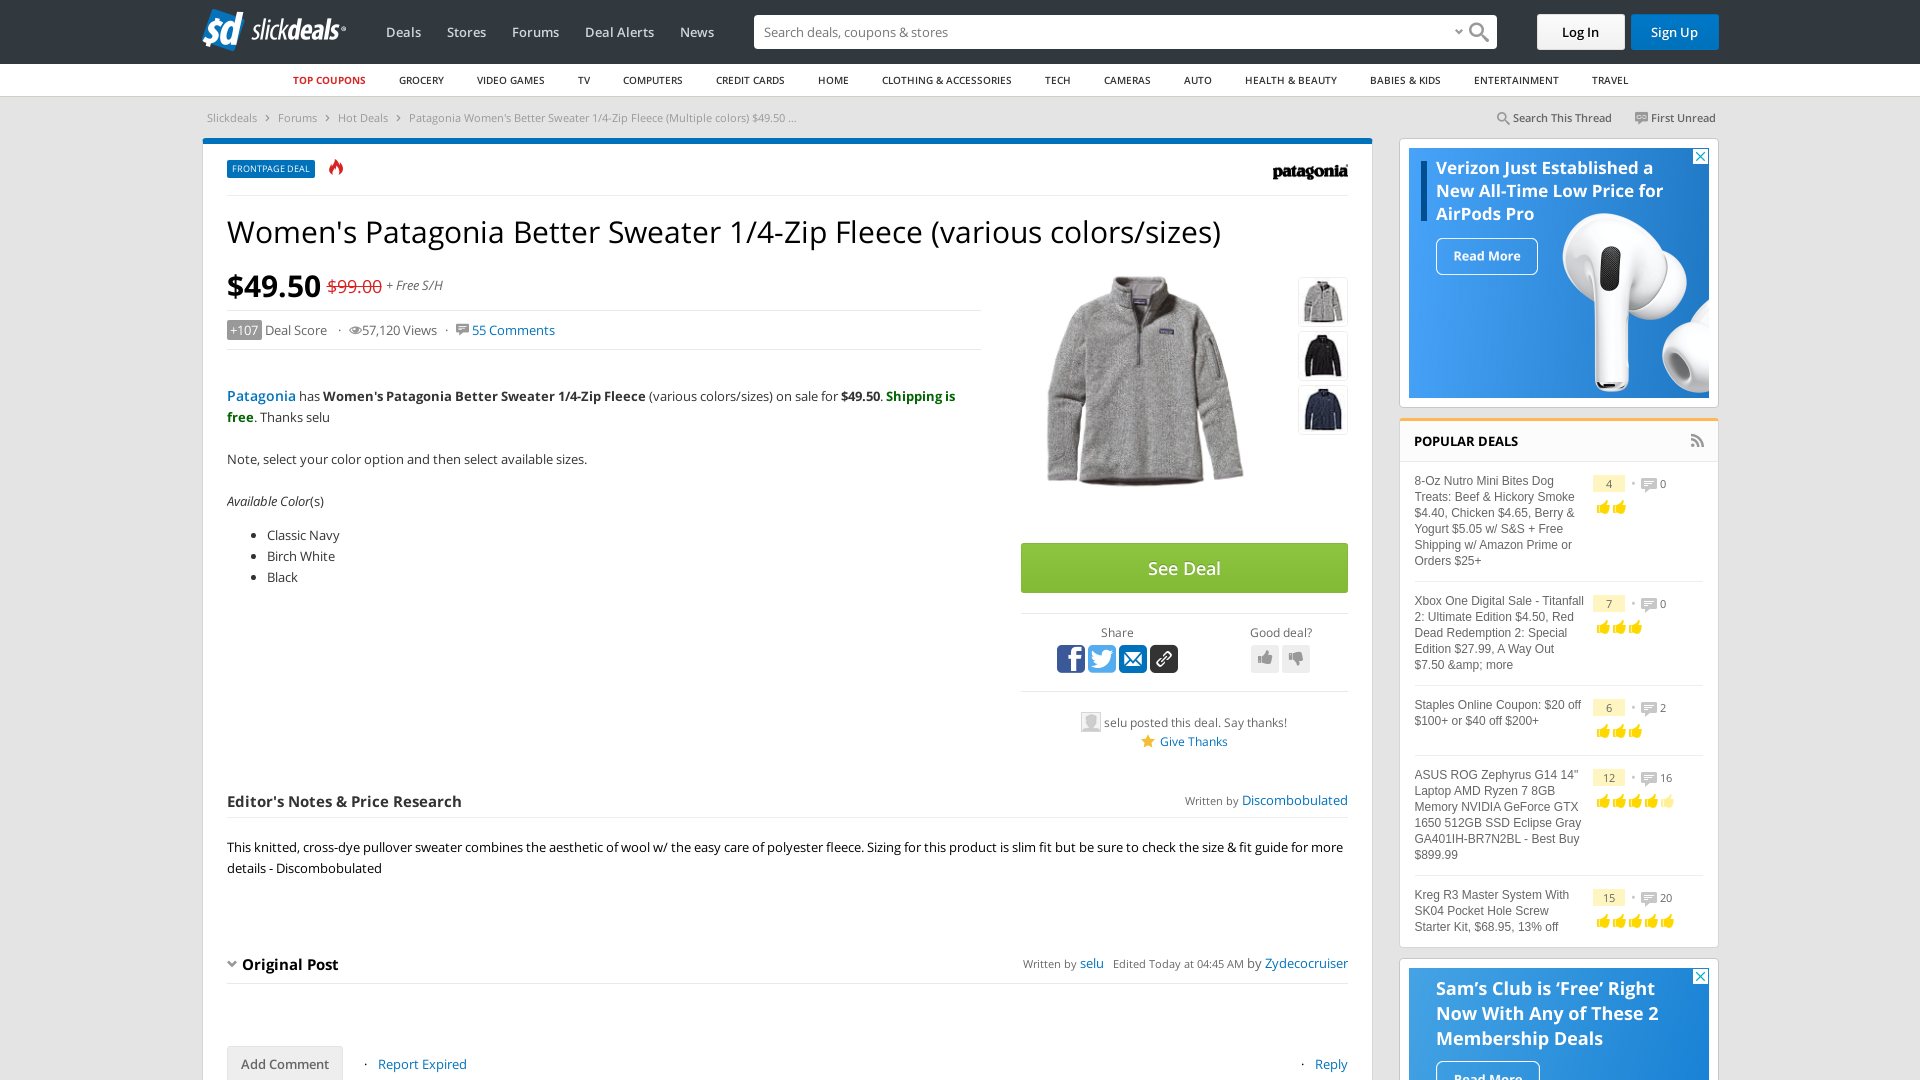 sd slickdeals
Deals
Stores
Forums
Deal Alerts
News
Search deals, coupons & stores
Log In
Sign Up
TOP COUPONS
GROCERY
VIDEO GAMES
TV
COMPUTERS
CREDIT CARDS
HOME
CLOTHING & ACCESSORIES
TECH
CAMERAS
AUTO
HEALTH & BEAUTY
BABIES & KIDS
ENTERTAINMENT
TRAVEL
Slickdeals > Forums > Hot Deals > Patagonia Women's Better Sweater 1/4-Zip Fleece (Multiple colors) $49.50 ...
Search This Thread
First Unread
FRONTPAGE DEAL
patagonia
Women's Patagonia Better Sweater 1/4-Zip Fleece (various colors/sizes)
$49.50 $99.00 + Free S/H
+107 Deal Score · 57,120 Views · 55 Comments
Patagonia has Women's Patagonia Better Sweater 1/4-Zip Fleece (various colors/sizes) on sale for $49.50. Shipping is
free. Thanks selu
Note, select your color option and then select available sizes.
Available Color(s)
• Classic Navy
• Birch White
• Black
See Deal
Share
Good deal?
selu posted this deal. Say thanks!
Give Thanks
Editor's Notes & Price Research
Written by Discombobulated
This knitted, cross-dye pullover sweater combines the aesthetic of wool w/ the easy care of polyester fleece. Sizing for this product is slim fit but be sure to check the size & fit guide for more
details - Discombobulated
Original Post
Written by selu Edited Today at 04:45 AM by Zydecocruiser
Add Comment
· Report Expired
· Reply
Verizon Just Established a
New All-Time Low Price for
AirPods Pro
Read More
POPULAR DEALS
8-Oz Nutro Mini Bites Dog
Treats: Beef & Hickory Smoke
$4.40, Chicken $4.65, Berry &
Yogurt $5.05 w/ S&S + Free
Shipping w/ Amazon Prime or
Orders $25+
4 • 0
Xbox One Digital Sale - Titanfall
2: Ultimate Edition $4.50, Red
Dead Redemption 2: Special
Edition $27.99, A Way Out
$7.50 &amp; more
7 • 0
Staples Online Coupon: $20 off
$100+ or $40 off $200+
6 • 2
ASUS ROG Zephyrus G14 14"
Laptop AMD Ryzen 7 8GB
Memory NVIDIA GeForce GTX
1650 512GB SSD Eclipse Gray
GA401IH-BR7N2BL - Best Buy
$899.99
12 • 16
Kreg R3 Master System With
SK04 Pocket Hole Screw
Starter Kit, $68.95, 13% off
15 • 20
Sam's Club is 'Free' Right
Now With Any of These 2
Membership Deals
Read More